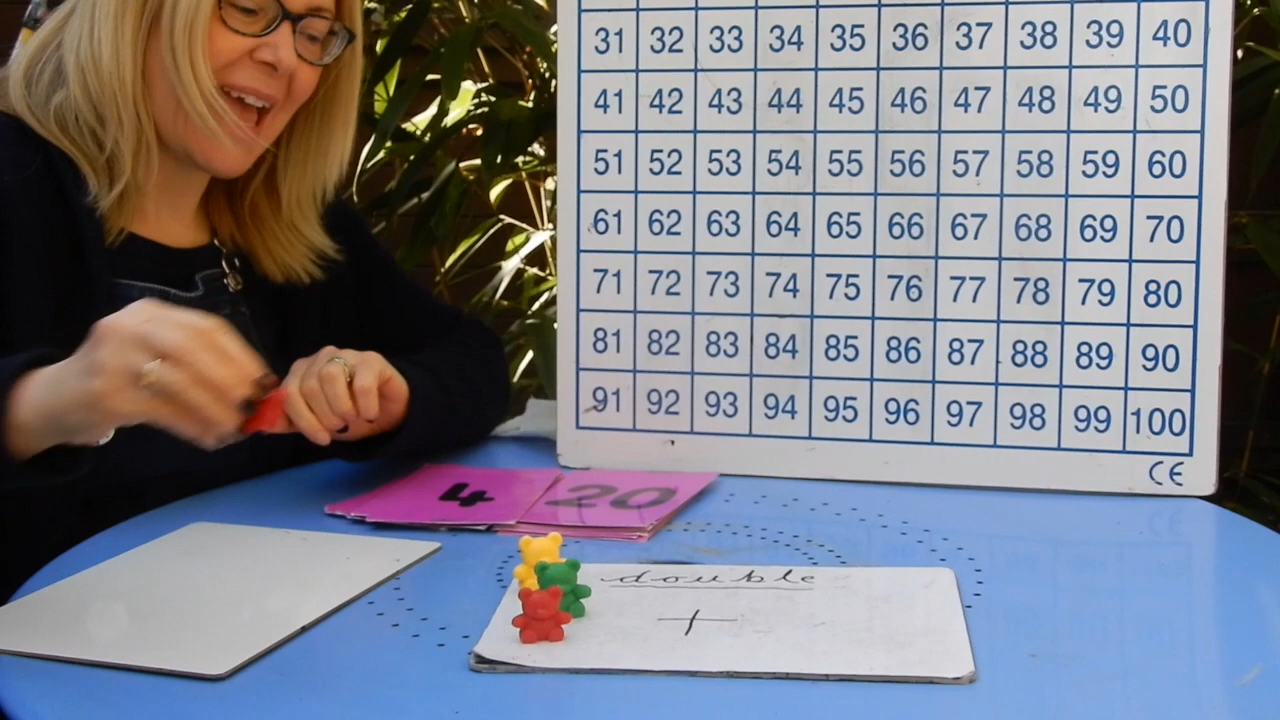 31 32 33 34 35 36 37 38 39 40
41 42 43 44 45 46 47 48 49 50
51 52 53 54 55 56 57 58 59 60
61 62 63 64 65 66 67 68 69 70
71 72 73 74 75 76 77 78 79 80
81 82 83 84 85 86 87 88 89 90
91 92 93 94 95 96 97 98 99 100
CE
4 20
double
+